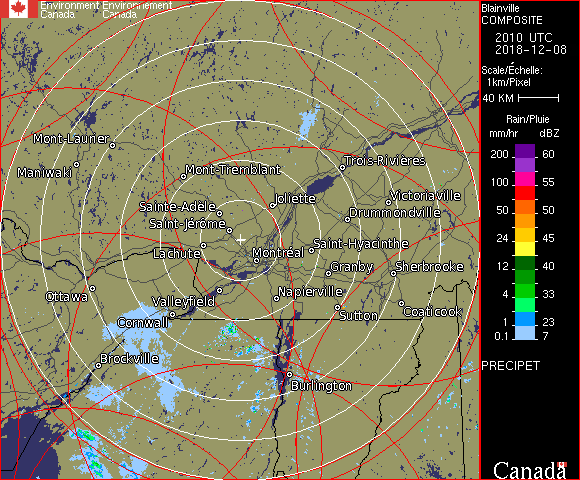 Environment Environnement
Canada Canada
Blainville
COMPOSITE
2010 UTC
2018-12-08
Scale/Échelle:
1km/Pixel
40 KM
Rain/Pluie
mm/hr dBZ
200 60
100 55
50 50
24 45
12 40
4 33
1 23
0.1 7
PRECIPET
Canada
Mont-Laurier
Maniwaki
Mont-Tremblant
Trois-Rivières
Joliette
Victoriaville
Sainte-Adèle
Drummondville
Saint-Jérôme
Saint-Hyacinthe
Lachute
Montréal
Granby
Sherbrooke
Ottawa
Valleyfield
Napierville
Cornwall
Sutton
Coaticook
Brockville
Burlington